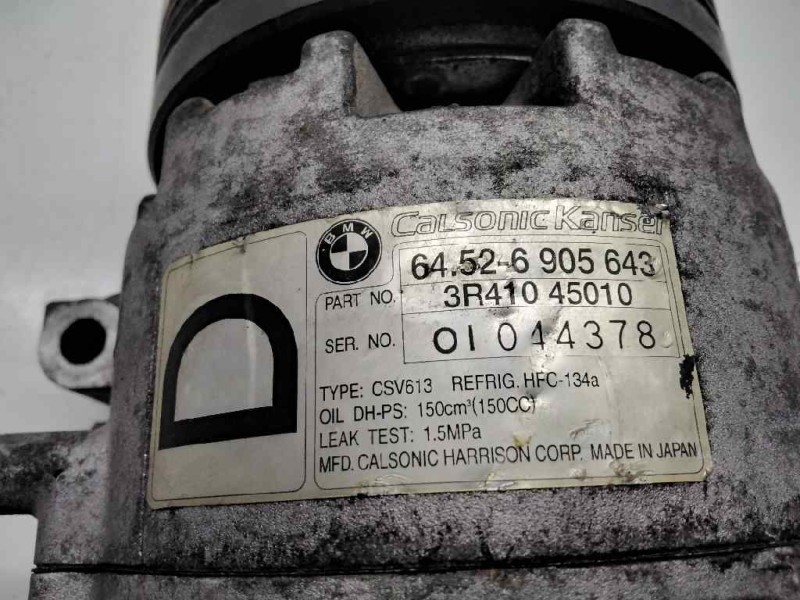 Calsonic Kansei
BMW
64.52-6 905 643
PART NO. 3R410 45010
SER. NO. 01 044378
D
TYPE: CSV613 REFRIG. HFC-134a
OIL DH-PS: 150cm³(150CC)
LEAK TEST: 1.5MPa
MFD. CALSONIC HARRISON CORP. MADE IN JAPAN